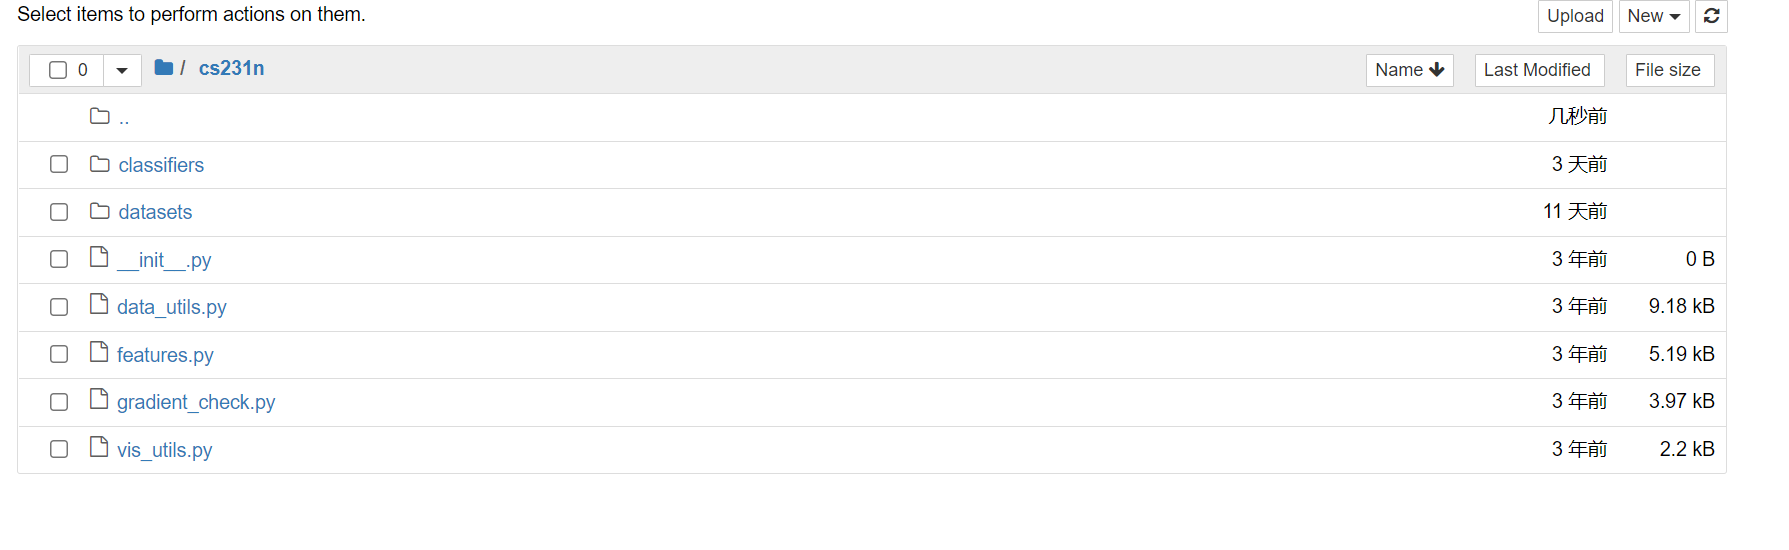 Select items to perform actions on them.
Upload New
0 / cs231n Name Last Modified File size
.. 几秒前
classifiers 3 天前
datasets 11 天前
__init__.py 3 年前 0 B
data_utils.py 3 年前 9.18 kB
features.py 3 年前 5.19 kB
gradient_check.py 3 年前 3.97 kB
vis_utils.py 3 年前 2.2 kB